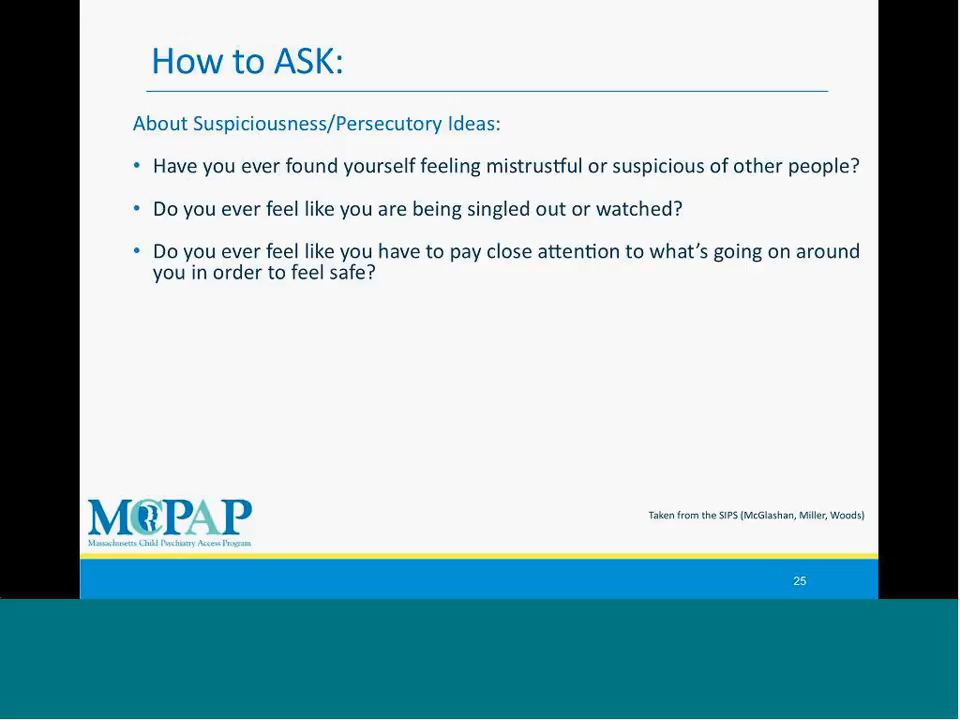 How to ASK:
About Suspiciousness/Persecutory Ideas:
• Have you ever found yourself feeling mistrustful or suspicious of other people?
• Do you ever feel like you are being singled out or watched?
• Do you ever feel like you have to pay close attention to what’s going on around
you in order to feel safe?
MCPAP
Massachusetts Child Psychiatry Access Program
Taken from the SIPS (McGlashan, Miller, Woods)
25